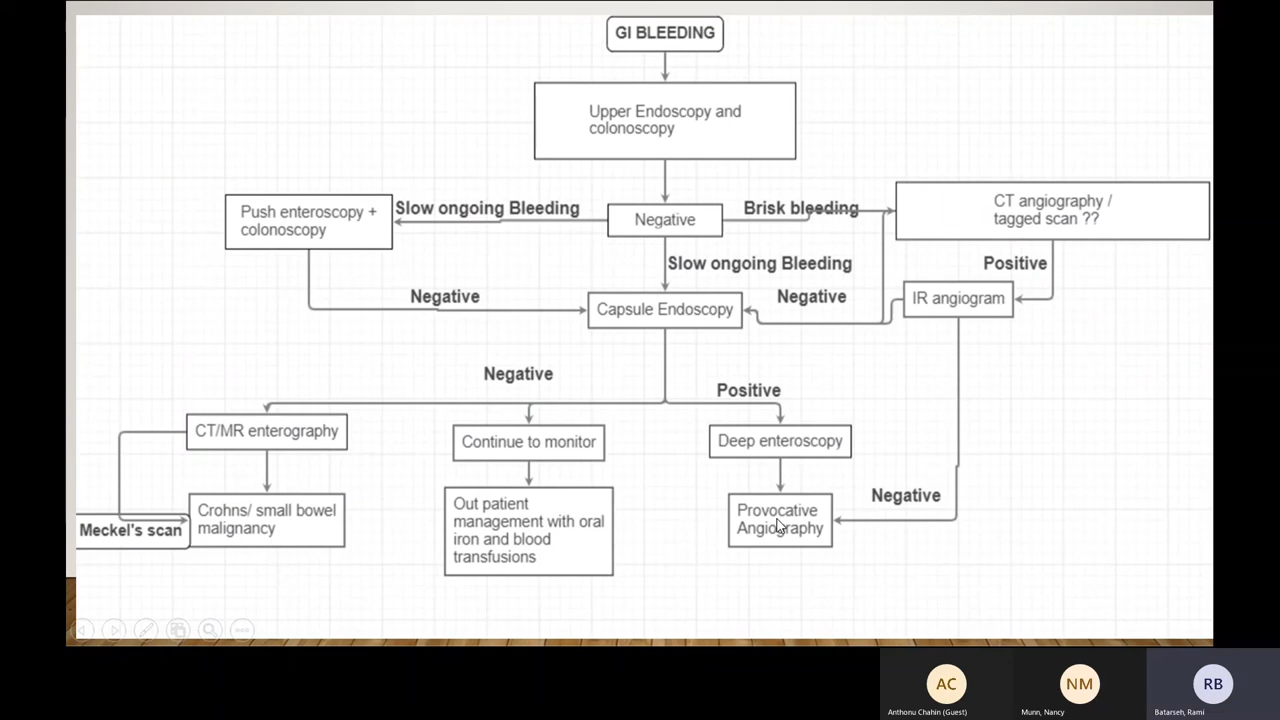 GI BLEEDING
Upper Endoscopy and
colonoscopy
Push enteroscopy +
colonoscopy
Slow ongoing Bleeding
Negative
Brisk bleeding
CT angiography /
tagged scan ??
Slow ongoing Bleeding
Positive
Negative
Capsule Endoscopy
Negative
IR angiogram
Negative
Positive
CT/MR enterography
Continue to monitor
Deep enteroscopy
Crohns/ small bowel
malignancy
Meckel's scan
Out patient
management with oral
iron and blood
transfusions
Provocative
Angiography
Negative
AC
NM
RB
Anthonu Chahin (Guest)
Munn, Nancy
Batarseh, Rami